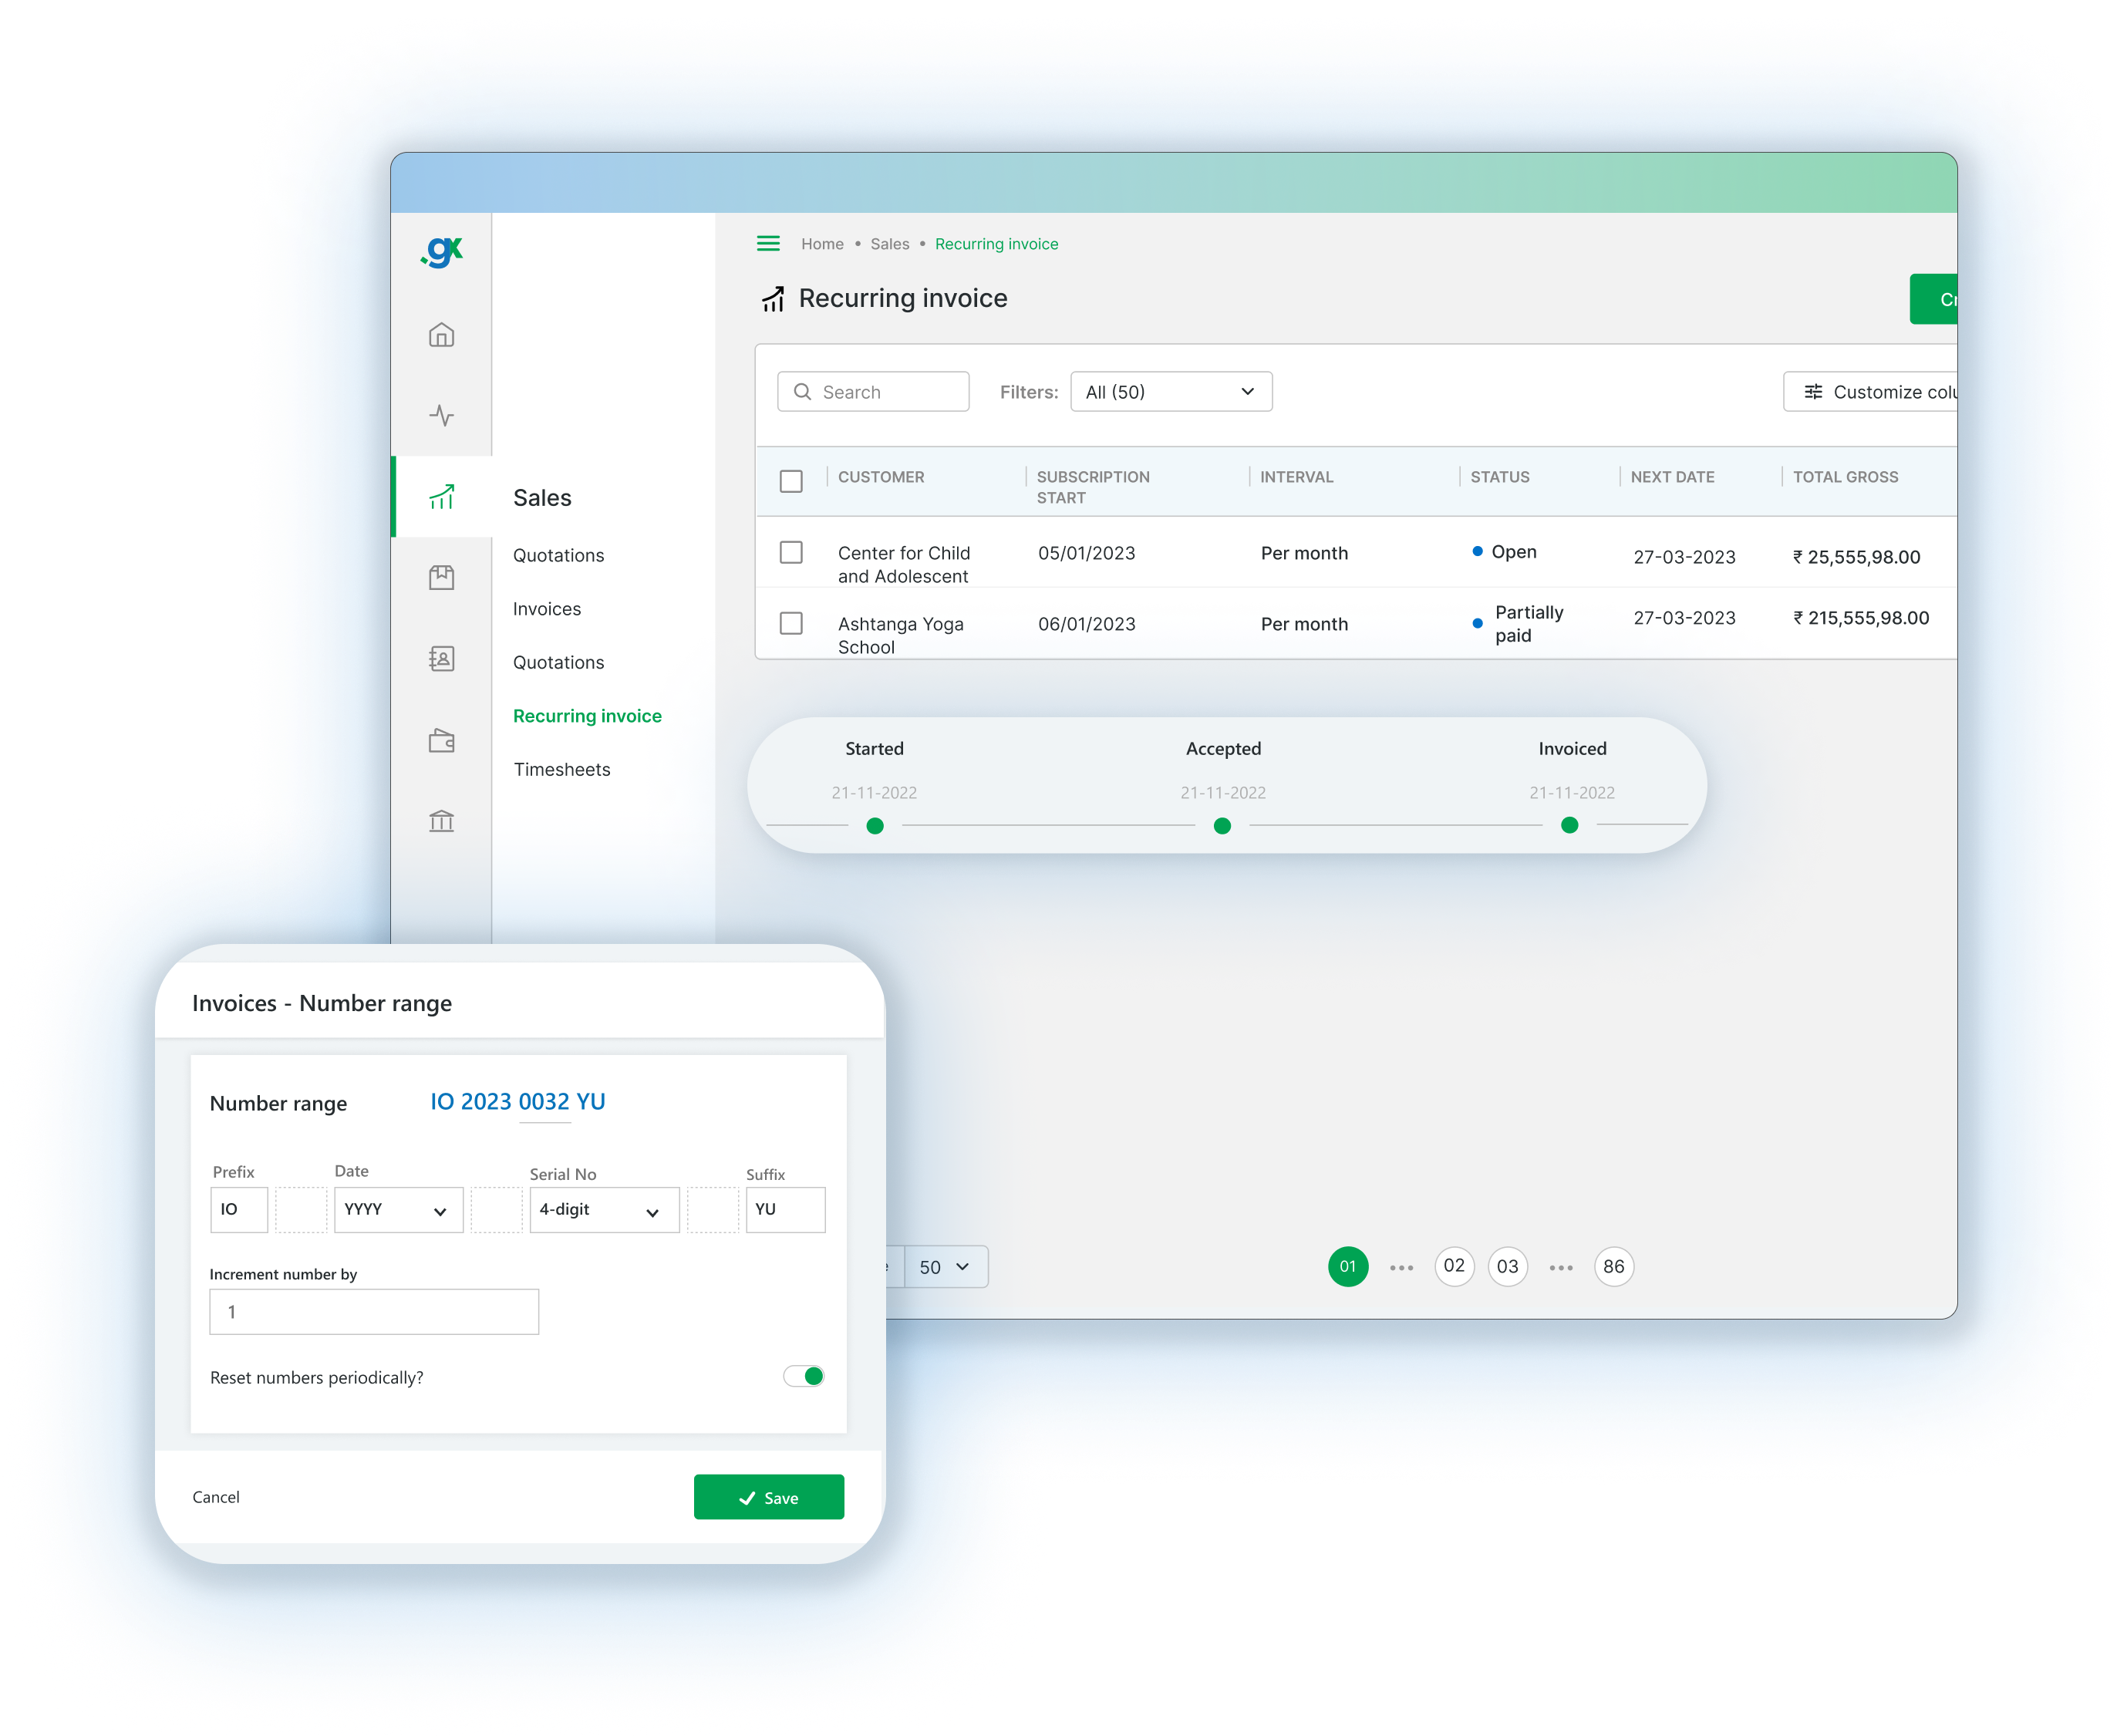 .gx
Home • Sales • Recurring invoice
Recurring invoice
Search
Filters:
All (50)
CUSTOMER
SUBSCRIPTION
START
INTERVAL
STATUS
NEXT DATE
TOTAL GROSS
Center for Child
and Adolescent
05/01/2023
Per month
Open
27-03-2023
₹ 25,555,98.00
Ashtanga Yoga
School
06/01/2023
Per month
Partially
paid
27-03-2023
₹ 215,555,98.00
Sales
Quotations
Invoices
Quotations
Recurring invoice
Timesheets
Started
Accepted
Invoiced
21-11-2022
21-11-2022
21-11-2022
50
01 ••• 02 03 ••• 86
Invoices - Number range
Number range
IO 2023 0032 YU
Prefix
Date
Serial No
Suffix
IO
YYYY
4-digit
YU
Increment number by
1
Reset numbers periodically?
Cancel
Save
Customize